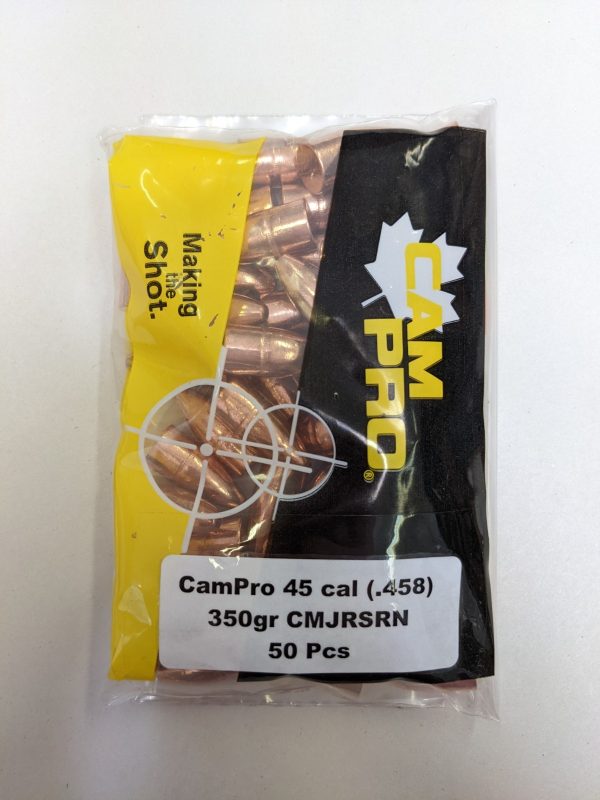 Making
the
Shot.
CAM
PRO®
CamPro 45 cal (.458)
350gr CMJRSRN
50 Pcs